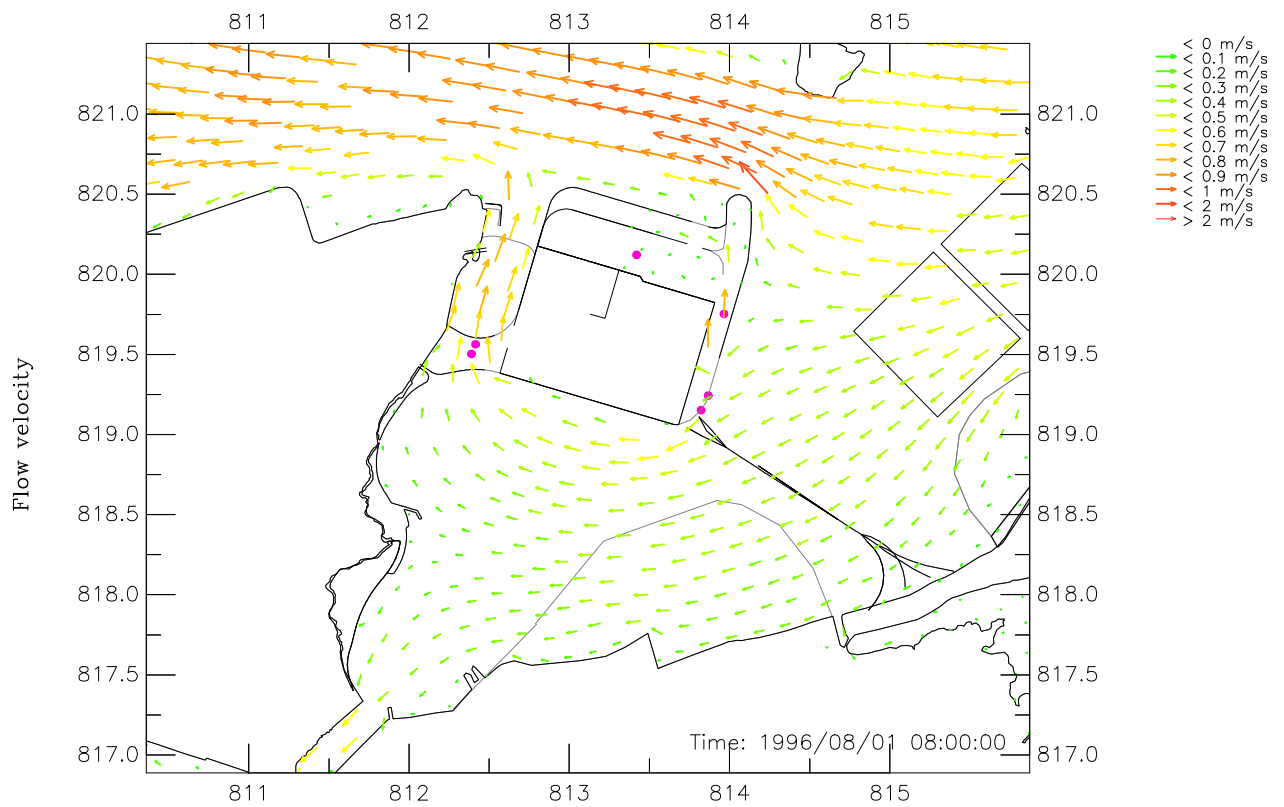 811 812 813 814 815
< 0 m/s
< 0.1 m/s
< 0.2 m/s
< 0.3 m/s
< 0.4 m/s
< 0.5 m/s
< 0.6 m/s
< 0.7 m/s
< 0.8 m/s
< 0.9 m/s
< 1 m/s
< 2 m/s
> 2 m/s
821.0 821.0
820.5 820.5
820.0 820.0
819.5 819.5
Flow velocity
819.0 819.0
818.5 818.5
818.0 818.0
817.5 817.5
Time: 1996/08/01 08:00:00
817.0 817.0
811 812 813 814 815